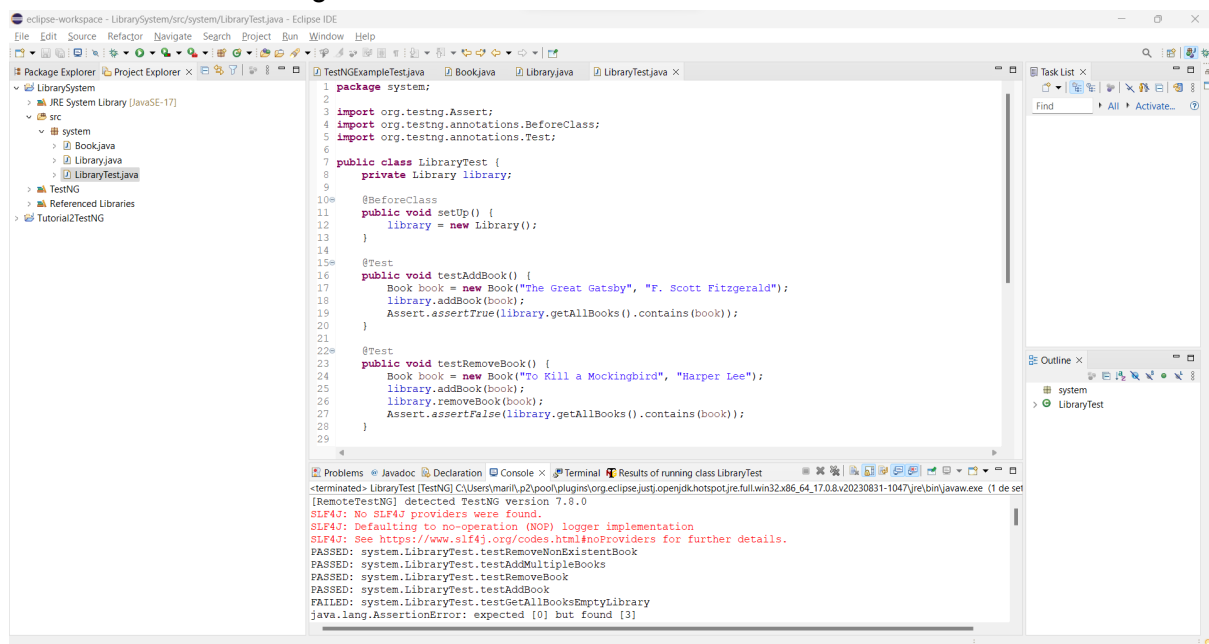 eclipse-workspace - LibrarySystem/src/system/LibraryTest.java - Eclipse IDE
File Edit Source Refactor Navigate Search Project Run Window Help
Package Explorer Project Explorer
LibrarySystem
JRE System Library [JavaSE-17]
src
system
Book.java
Library.java
LibraryTest.java
TestNG
Referenced Libraries
Tutorial2TestNG
TestNGExampleTest.java Book.java Library.java LibraryTest.java
1 package system;
2
3 import org.testng.Assert;
4 import org.testng.annotations.BeforeClass;
5 import org.testng.annotations.Test;
6
7 public class LibraryTest {
8 private Library library;
9
10 @BeforeClass
11 public void setUp() {
12 library = new Library();
13 }
14
15 @Test
16 public void testAddBook() {
17 Book book = new Book("The Great Gatsby", "F. Scott Fitzgerald");
18 library.addBook(book);
19 Assert.assertTrue(library.getAllBooks().contains(book));
20 }
21
22 @Test
23 public void testRemoveBook() {
24 Book book = new Book("To Kill a Mockingbird", "Harper Lee");
25 library.addBook(book);
26 library.removeBook(book);
27 Assert.assertFalse(library.getAllBooks().contains(book));
28 }
29
Problems Javadoc Declaration Console Terminal Results of running class LibraryTest
<terminated> LibraryTest [TestNG] C:\Users\maril\.p2\pool\plugins\org.eclipse.justj.openjdk.hotspot.jre.full.win32.x86_64_17.0.8.v20230831-1047\jre\bin\javaw.exe (1 de set
[RemoteTestNG] detected TestNG version 7.8.0
SLF4J: No SLF4J providers were found.
SLF4J: Defaulting to no-operation (NOP) logger implementation
SLF4J: See https://www.slf4j.org/codes.html#noProviders for further details.
PASSED: system.LibraryTest.testRemoveNonExistentBook
PASSED: system.LibraryTest.testAddMultipleBooks
PASSED: system.LibraryTest.testRemoveBook
PASSED: system.LibraryTest.testAddBook
FAILED: system.LibraryTest.testGetAllBooksEmptyLibrary
java.lang.AssertionError: expected [0] but found [3]
Task List
Find All Activate...
Outline
system
LibraryTest